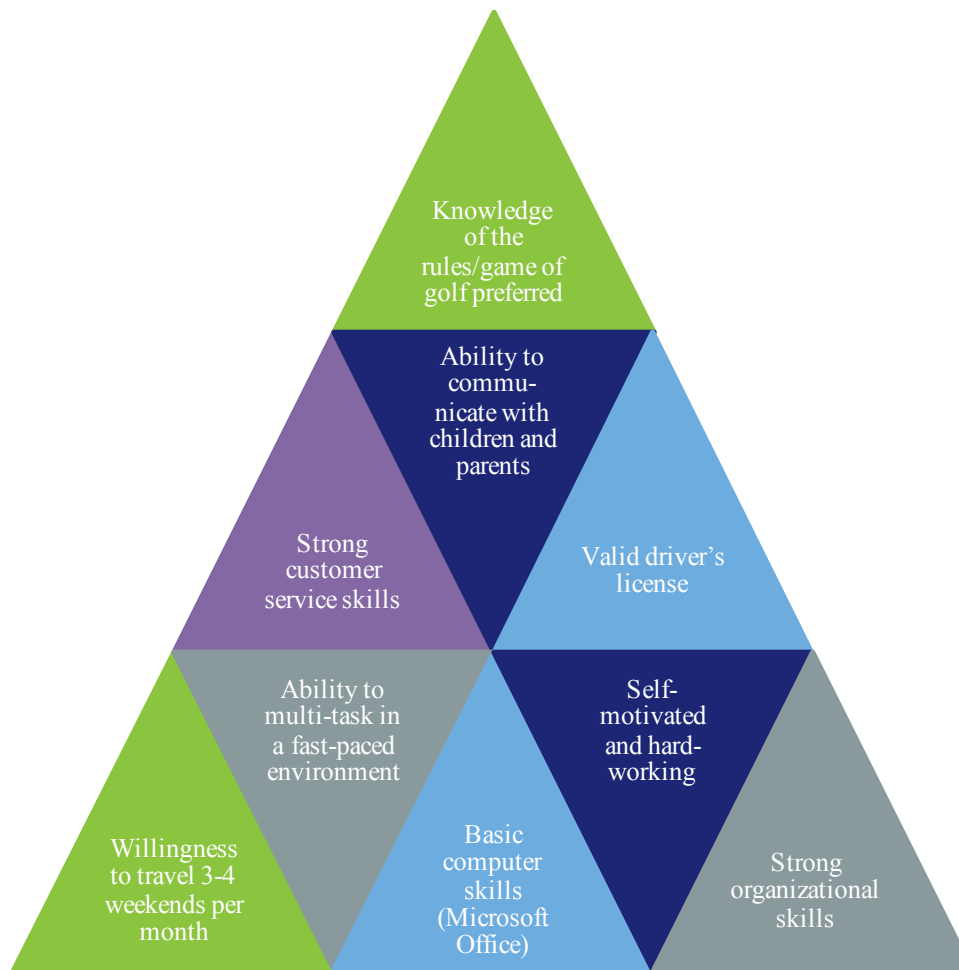 Knowledge
of the
rules/game of
golf preferred
Ability to
commu-
nicate with
children and
parents
Strong
customer
service skills
Valid driver’s
license
Ability to
multi-task in
a fast-paced
environment
Self-
motivated
and hard-
working
Willingness
to travel 3-4
weekends per
month
Basic
computer
skills
(Microsoft
Office)
Strong
organizational
skills